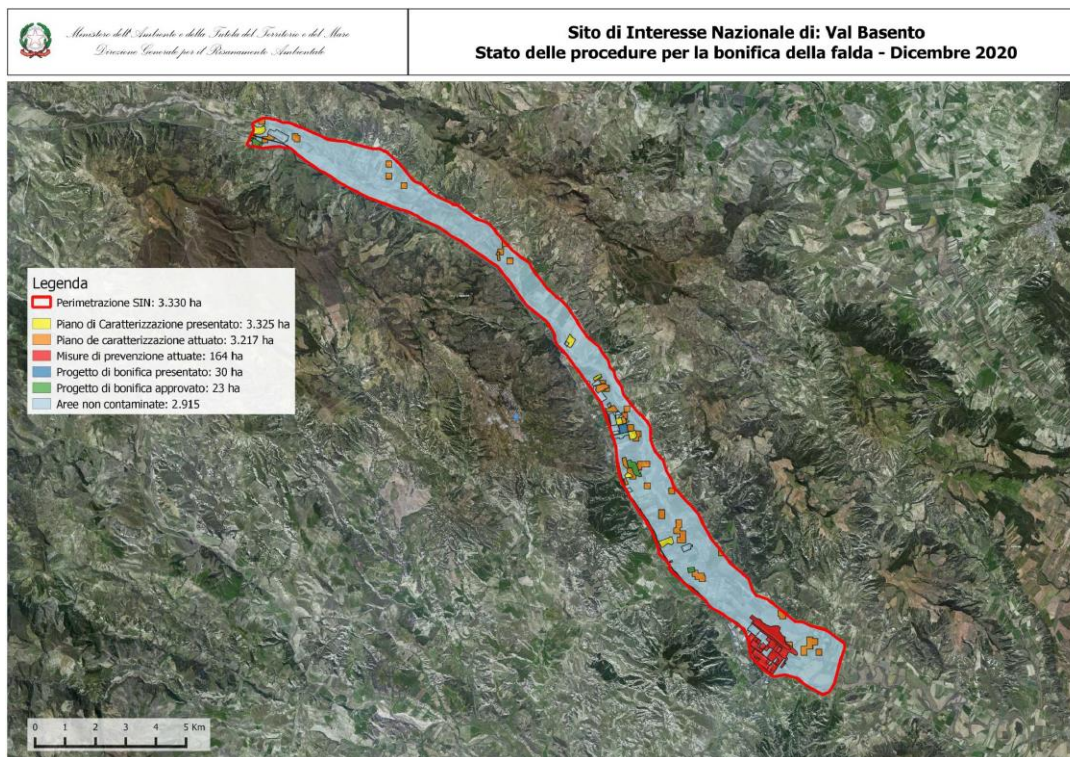 Ministero dell'Ambiente e della Tutela del Territorio e del Mare
Direzione Generale per il Risanamento Ambientale
Sito di Interesse Nazionale di: Val Basento
Stato delle procedure per la bonifica della falda - Dicembre 2020
Legenda
Perimetrazione SIN: 3.330 ha
Piano di Caratterizzazione presentato: 3.325 ha
Piano de caratterizzazione attuato: 3.217 ha
Misure di prevenzione attuate: 164 ha
Progetto di bonifica presentato: 30 ha
Progetto di bonifica approvato: 23 ha
Aree non contaminate: 2.915
0 1 2 3 4 5 Km